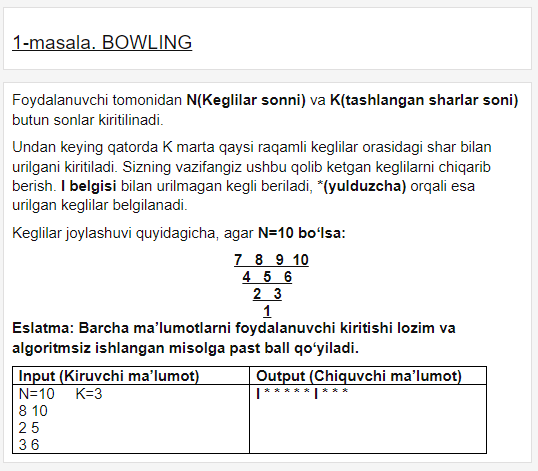 1-masala. BOWLING
Foydalanuvchi tomonidan N(Keglilar sonni) va K(tashlangan sharlar soni)
butun sonlar kiritilinadi.
Undan keying qatorda K marta qaysi raqamli keglilar orasidagi shar bilan
urilgani kiritiladi. Sizning vazifangiz ushbu qolib ketgan keglilarni chiqarib
berish. I belgisi bilan urilmagan kegli beriladi, *(yulduzcha) orqali esa
urilgan keglilar belgilanadi.
Keglilar joylashuvi quyidagicha, agar N=10 bo‘lsa:
7 8 9 10
4 5 6
2 3
1
Eslatma: Barcha ma’lumotlarni foydalanuvchi kiritishi lozim va
algoritmsiz ishlangan misolga past ball qo‘yiladi.
Input (Kiruvchi ma’lumot) Output (Chiquvchi ma’lumot)
N=10 K=3 I * * * * * I * * *
8 10
2 5
3 6